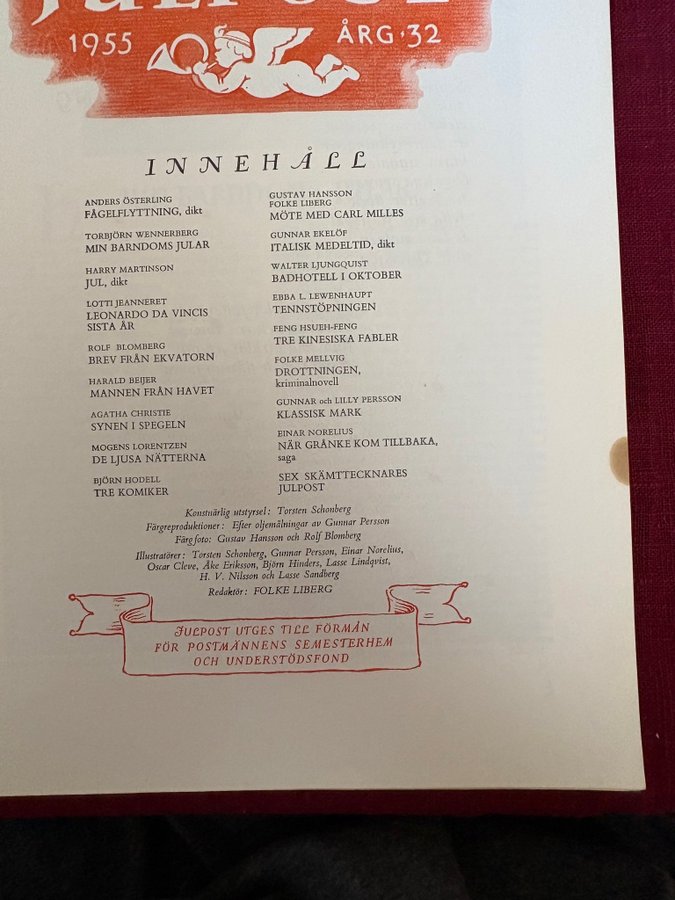 JULPOST
1955
ÅRG·32
INNEHÅLL
ANDERS ÖSTERLING
FÅGELFLYTTNING, dikt
TORBJÖRN WENNERBERG
MIN BARNDOMS JULAR
HARRY MARTINSON
JUL, dikt
LOTTI JEANNERET
LEONARDO DA VINCIS
SISTA ÅR
ROLF BLOMBERG
BREV FRÅN EKVATORN
HARALD BEIJER
MANNEN FRÅN HAVET
AGATHA CHRISTIE
SYNEN I SPEGELN
MOGENS LORENTZEN
DE LJUSA NÄTTERNA
BJÖRN HODELL
TRE KOMIKER
GUSTAV HANSSON
FOLKE LIBERG
MÖTE MED CARL MILLES
GUNNAR EKELÖF
ITALISK MEDELTID, dikt
WALTER LJUNGQUIST
BADHOTELL I OKTOBER
EBBA L. LEWENHAUPT
TENNSTÖPNINGEN
FENG HSUEH-FENG
TRE KINESISKA FABLER
FOLKE MELLVIG
DROTTNINGEN,
kriminalnovell
GUNNAR och LILLY PERSSON
KLASSISK MARK
EINAR NORELIUS
NÄR GRÅNKE KOM TILLBAKA,
saga
SEX SKÄMTTECKNARES
JULPOST
Konstnärlig utstyrsel: Torsten Schonberg
Färgreproduktioner: Efter oljemålningar av Gunnar Persson
Färgfoto: Gustav Hansson och Rolf Blomberg
Illustratörer: Torsten Schonberg, Gunnar Persson, Einar Norelius,
Oscar Cleve, Åke Eriksson, Björn Hinders, Lasse Lindqvist,
H. V. Nilsson och Lasse Sandberg
Redaktör: FOLKE LIBERG
JULPOST UTGES TILL FÖRMÅN
FÖR POSTMÄNNENS SEMESTERHEM
OCH UNDERSTÖDSFOND